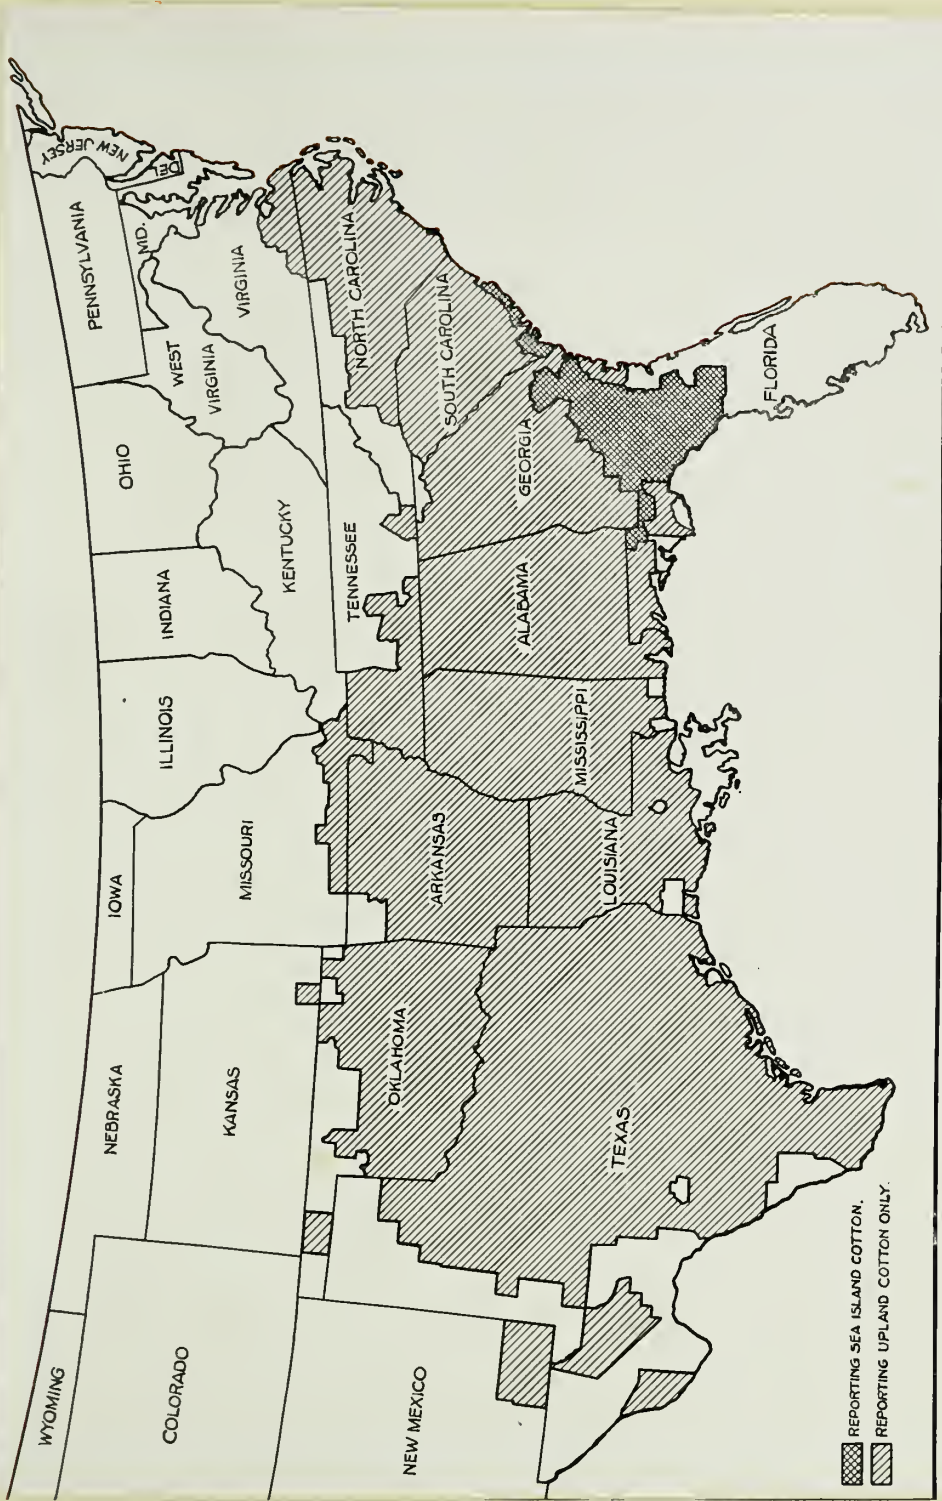 WYOMING
NEBRASKA
IOWA
ILLINOIS
INDIANA
OHIO
PENNSYLVANIA
NEW JERSEY
COLORADO
KANSAS
MISSOURI
KENTUCKY
WEST
VIRGINIA
VIRGINIA
MD.
DEL
NEW MEXICO
OKLAHOMA
ARKANSAS
TENNESSEE
NORTH CAROLINA
SOUTH CAROLINA
TEXAS
LOUISIANA
MISSISSIPPI
ALABAMA
GEORGIA
FLORIDA
REPORTING SEA ISLAND COTTON.
REPORTING UPLAND COTTON ONLY.